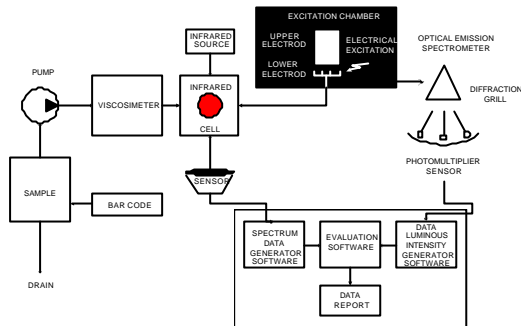 EXCITATION CHAMBER
UPPER
ELECTROD
ELECTRICAL
EXCITATION
LOWER
ELECTROD
INFRARED
SOURCE
OPTICAL EMISSION
SPECTROMETER
PUMP
VISCOSIMETER
INFRARED
CELL
DIFFRACTION
GRILL
PHOTOMULTIPLIER
SENSOR
SAMPLE
BAR CODE
SENSOR
DRAIN
SPECTRUM
DATA
GENERATOR
SOFTWARE
EVALUATION
SOFTWARE
DATA
LUMINOUS
INTENSITY
GENERATOR
SOFTWARE
DATA
REPORT